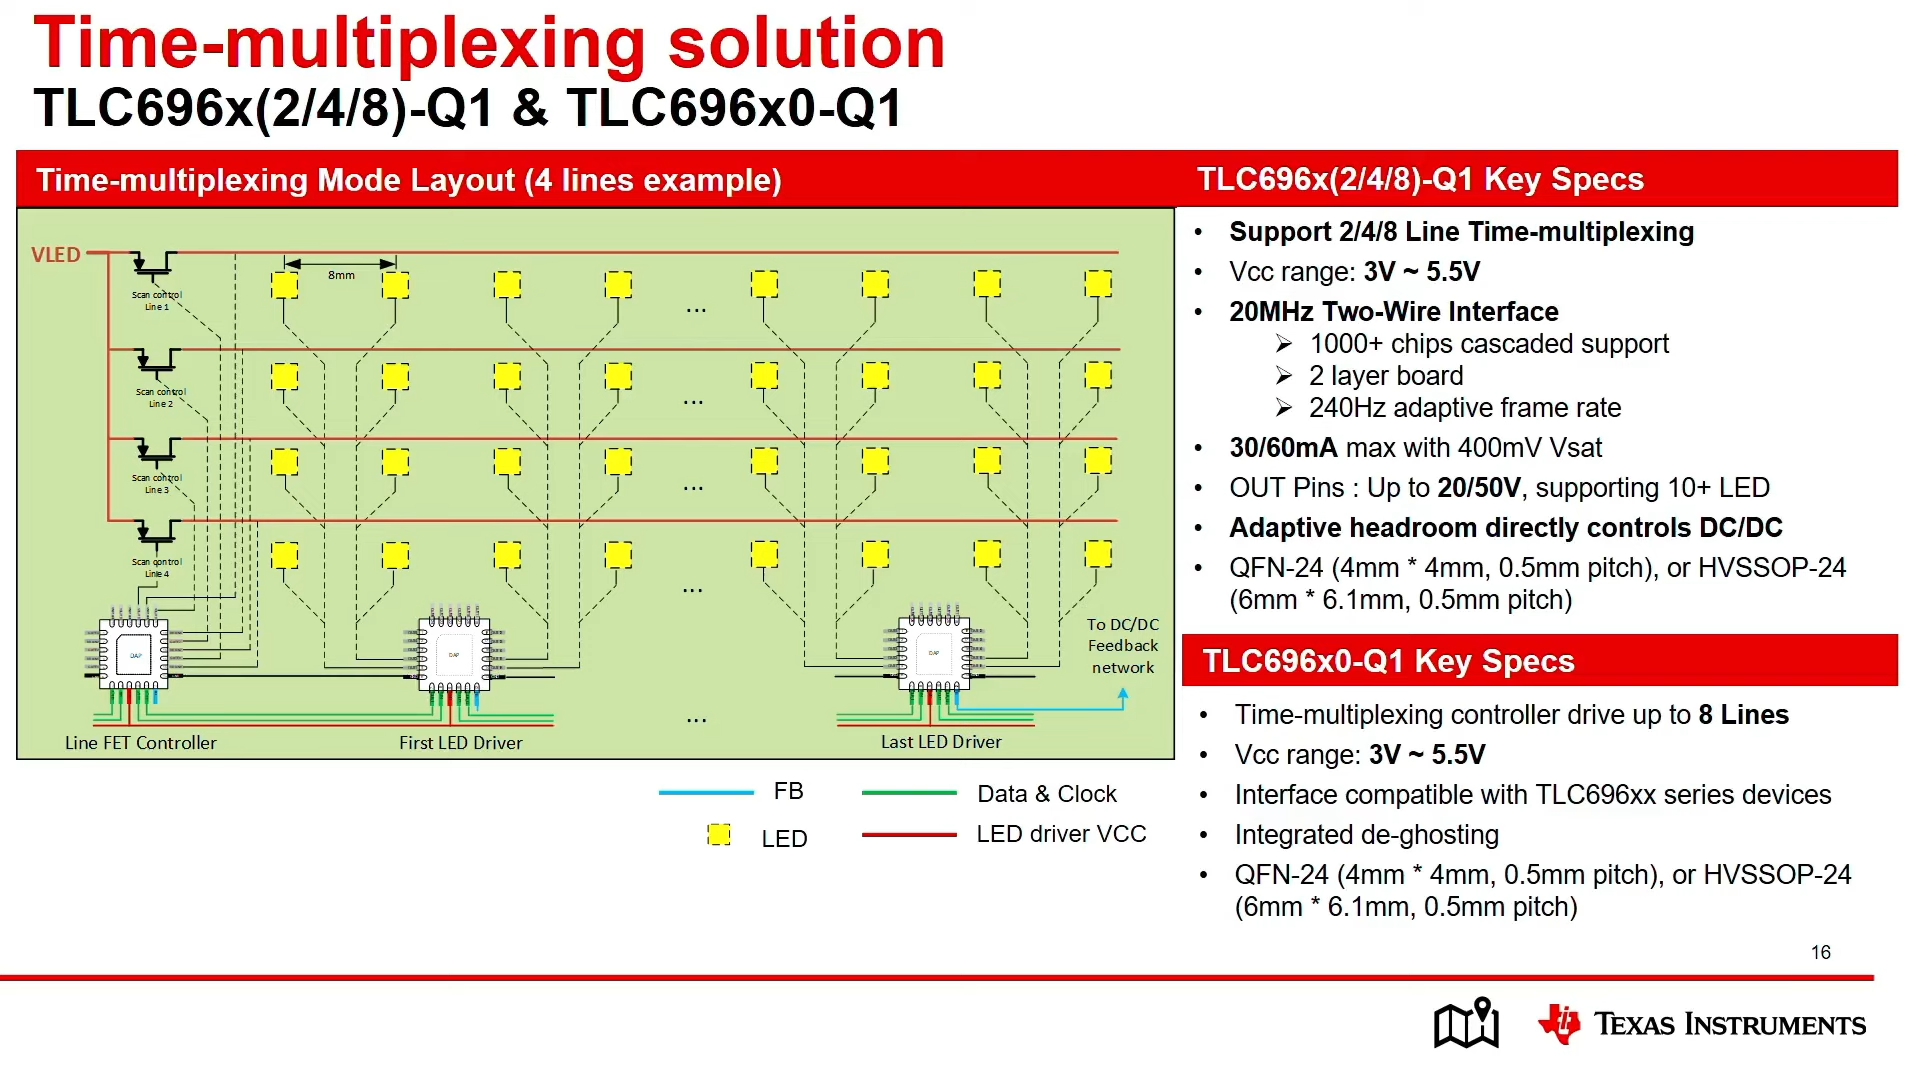 Time-multiplexing solution
TLC696x(2/4/8)-Q1 & TLC696x0-Q1
Time-multiplexing Mode Layout (4 lines example)
VLED
8mm
Scan control
Line 1
...
Scan control
Line 2
...
Scan control
Line 3
...
Scan control
Line 4
...
DAP
DAP
DAP
To DC/DC
Feedback
network
...
Line FET Controller
First LED Driver
Last LED Driver
FB
Data & Clock
LED
LED driver VCC
TLC696x(2/4/8)-Q1 Key Specs
• Support 2/4/8 Line Time-multiplexing
• Vcc range: 3V ~ 5.5V
• 20MHz Two-Wire Interface
➢ 1000+ chips cascaded support
➢ 2 layer board
➢ 240Hz adaptive frame rate
• 30/60mA max with 400mV Vsat
• OUT Pins : Up to 20/50V, supporting 10+ LED
• Adaptive headroom directly controls DC/DC
• QFN-24 (4mm * 4mm, 0.5mm pitch), or HVSSOP-24
(6mm * 6.1mm, 0.5mm pitch)
TLC696x0-Q1 Key Specs
• Time-multiplexing controller drive up to 8 Lines
• Vcc range: 3V ~ 5.5V
• Interface compatible with TLC696xx series devices
• Integrated de-ghosting
• QFN-24 (4mm * 4mm, 0.5mm pitch), or HVSSOP-24
(6mm * 6.1mm, 0.5mm pitch)
16
TEXAS INSTRUMENTS